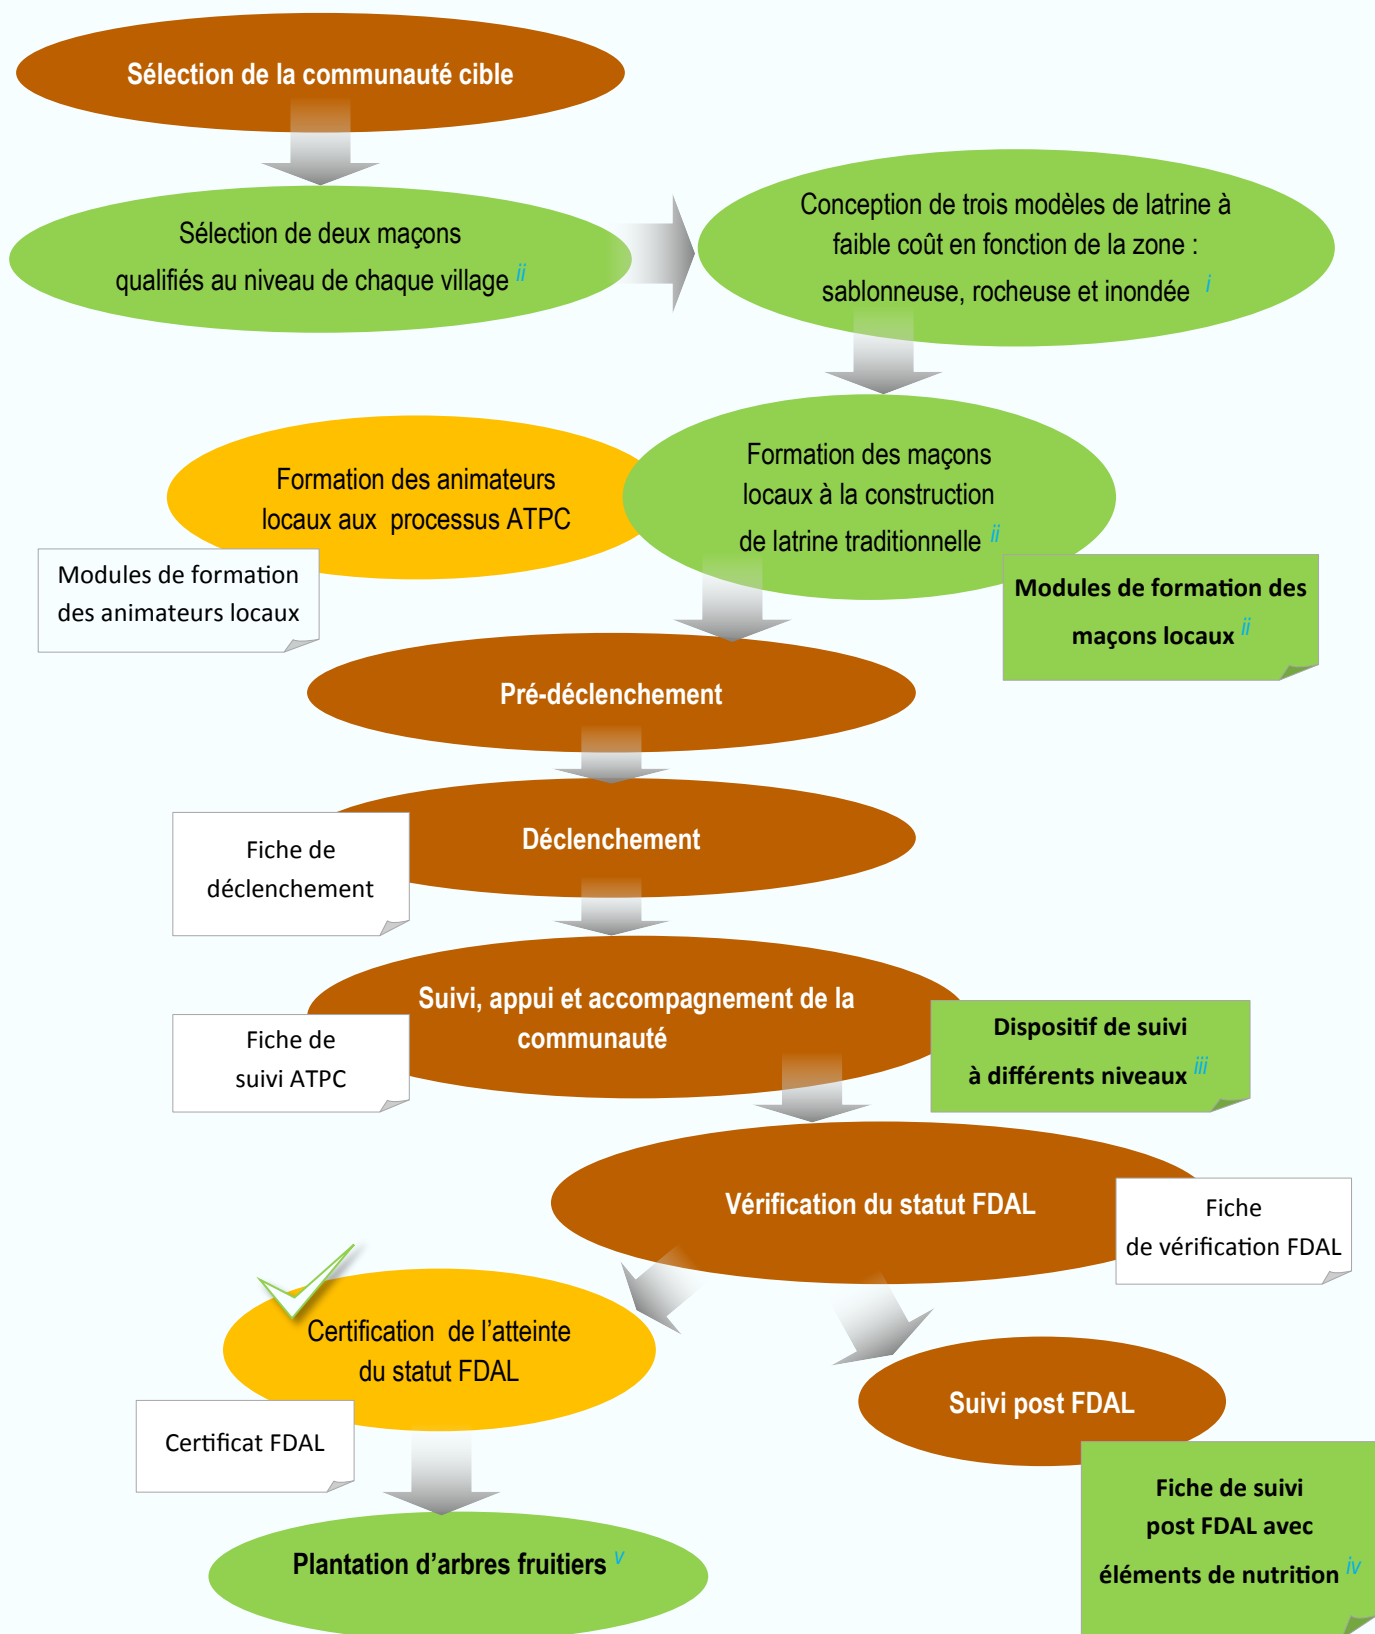 Sélection de la communauté cible
Sélection de deux maçons
qualifiés au niveau de chaque village ii
Conception de trois modèles de latrine à
faible coût en fonction de la zone :
sablonneuse, rocheuse et inondée i
Formation des animateurs
locaux aux processus ATPC
Formation des maçons
locaux à la construction
de latrine traditionnelle ii
Modules de formation
des animateurs locaux
Modules de formation des
maçons locaux ii
Pré-déclenchement
Déclenchement
Fiche de
déclenchement
Suivi, appui et accompagnement de la
communauté
Fiche de
suivi ATPC
Dispositif de suivi
à différents niveaux iii
Vérification du statut FDAL
Fiche
de vérification FDAL
Certification de l’atteinte
du statut FDAL
Certificat FDAL
Suivi post FDAL
Fiche de suivi
post FDAL avec
éléments de nutrition iv
Plantation d’arbres fruitiers v